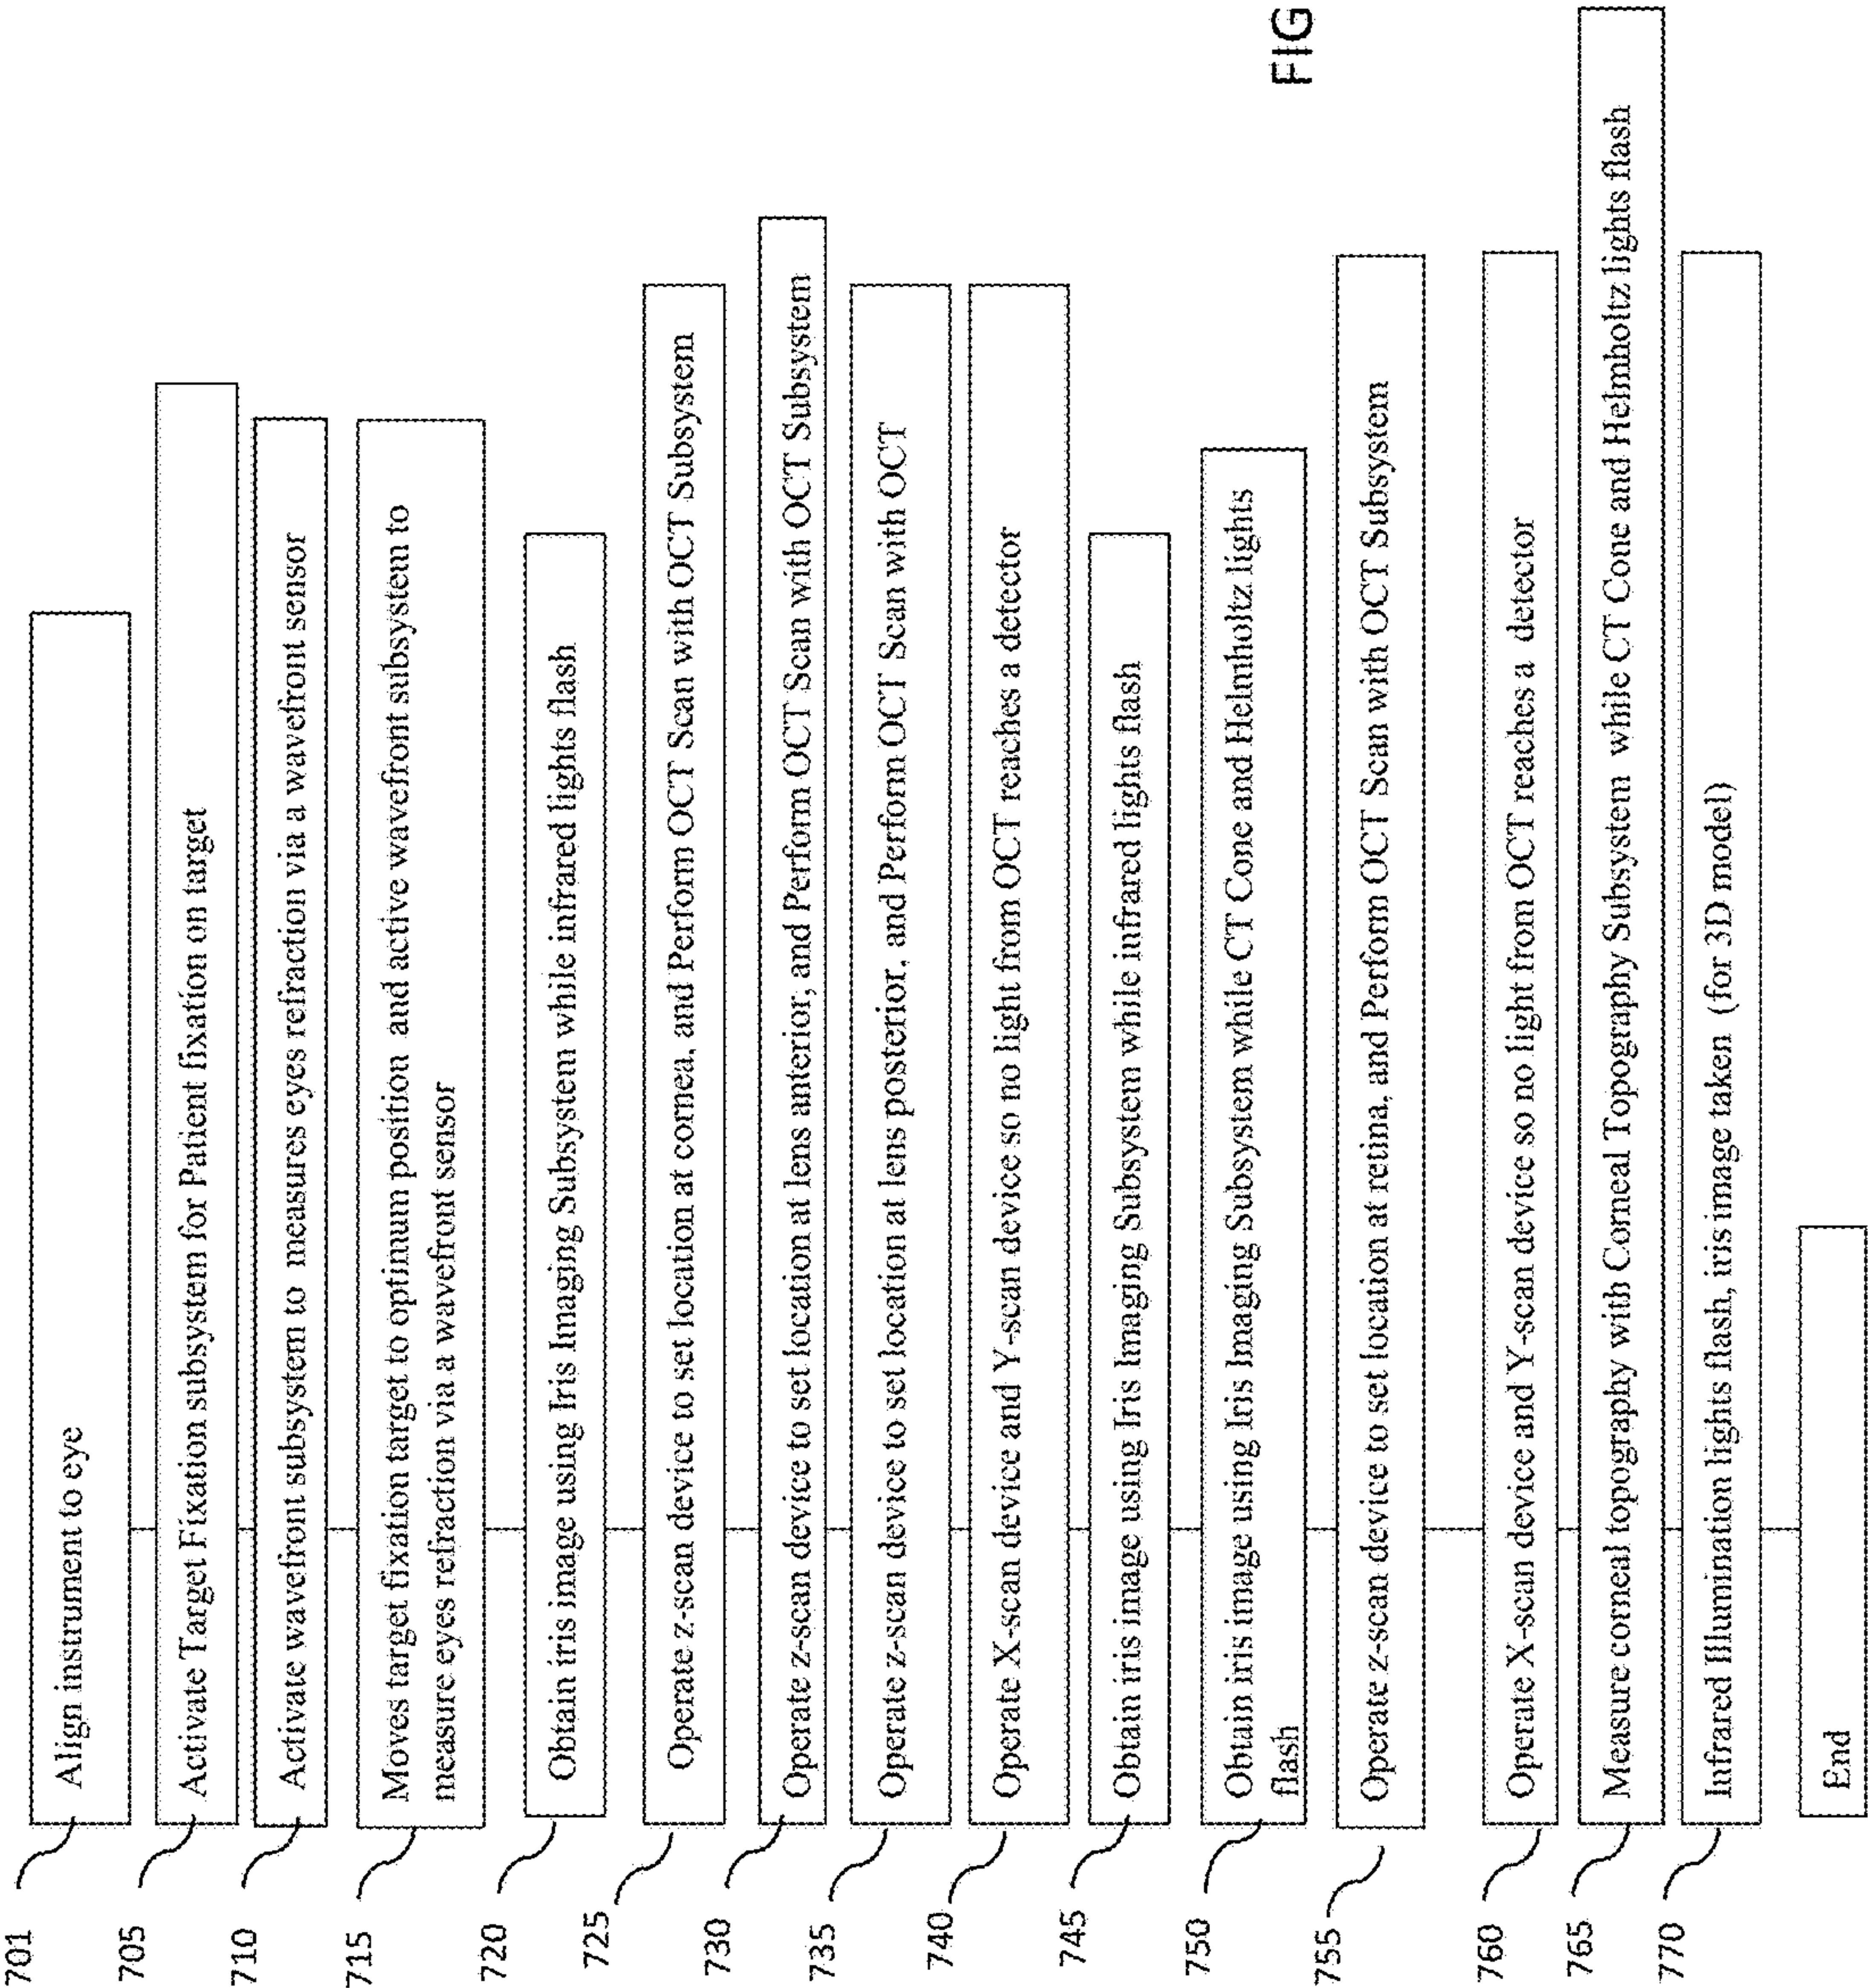 701
Align instrument to eye
705
Activate Target Fixation subsystem for Patient fixation on target
710
Activate wavefront subsystem to measures eyes refraction via a wavefront sensor
715
Moves target fixation target to optimum position and active wavefront subsystem to
measure eyes refraction via a wavefront sensor
720
Obtain iris image using Iris Imaging Subsystem while infrared lights flash
725
Operate z-scan device to set location at cornea, and Perform OCT Scan with OCT Subsystem
730
Operate z-scan device to set location at lens anterior, and Perform OCT Scan with OCT Subsystem
735
Operate z-scan device to set location at lens posterior, and Perform OCT Scan with OCT
740
Operate X-scan device and Y-scan device so no light from OCT reaches a detector
745
Obtain iris image using Iris Imaging Subsystem while infrared lights flash
750
Obtain iris image using Iris Imaging Subsystem while CT Cone and Helmholtz lights
flash
755
Operate z-scan device to set location at retina, and Perform OCT Scan with OCT Subsystem
760
Operate X-scan device and Y-scan device so no light from OCT reaches a detector
765
Measure corneal topography with Corneal Topography Subsystem while CT Cone and Helmholtz lights flash
770
Infrared Illumination lights flash, iris image taken (for 3D model)
End
FIG